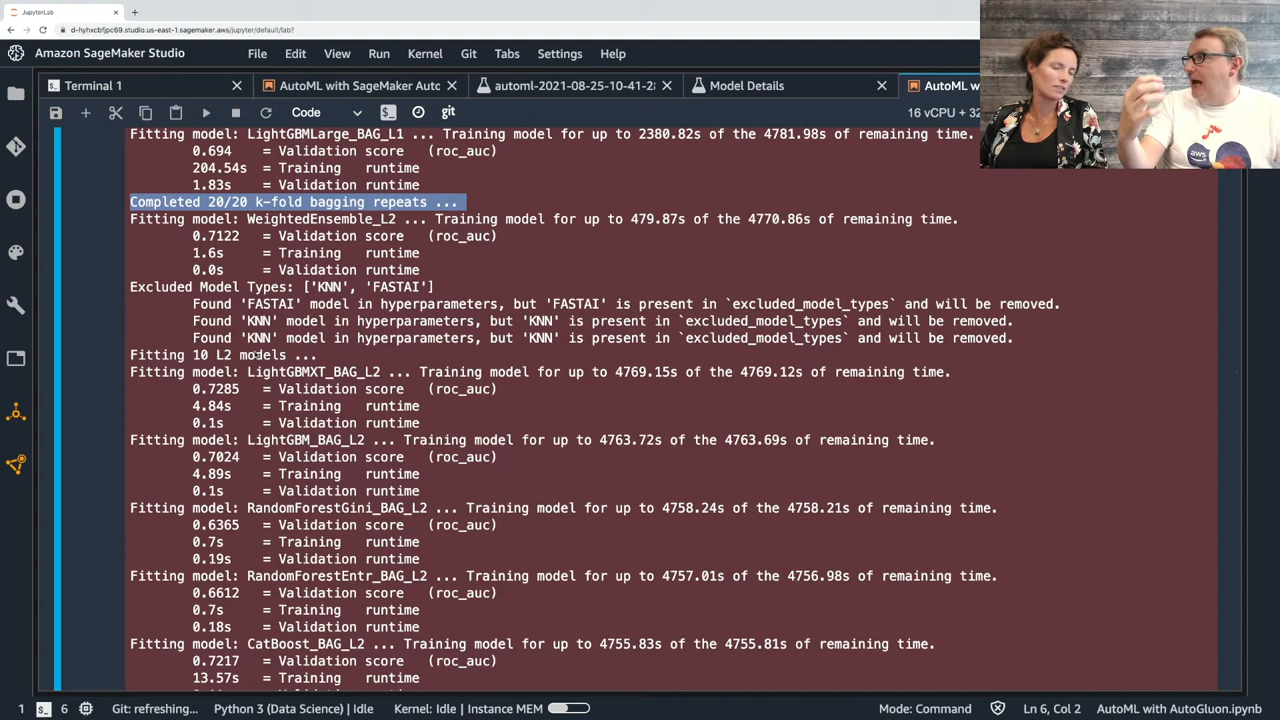 JupyterLab
d-hyhxcbfjpc69.studio.us-east-1.sagemaker.aws/jupyter/default/lab?
Amazon SageMaker Studio File Edit View Run Kernel Git Tabs Settings Help
Terminal 1 AutoML with SageMaker Auto automl-2021-08-25-10-41-2 Model Details AutoML w
Code git 16 vCPU + 32
Fitting model: LightGBMLarge_BAG_L1 ... Training model for up to 2380.82s of the 4781.98s of remaining time.
0.694 = Validation score (roc_auc)
204.54s = Training runtime
1.83s = Validation runtime
Completed 20/20 k-fold bagging repeats ...
Fitting model: WeightedEnsemble_L2 ... Training model for up to 479.87s of the 4770.86s of remaining time.
0.7122 = Validation score (roc_auc)
1.6s = Training runtime
0.0s = Validation runtime
Excluded Model Types: ['KNN', 'FASTAI']
Found 'FASTAI' model in hyperparameters, but 'FASTAI' is present in `excluded_model_types` and will be removed.
Found 'KNN' model in hyperparameters, but 'KNN' is present in `excluded_model_types` and will be removed.
Found 'KNN' model in hyperparameters, but 'KNN' is present in `excluded_model_types` and will be removed.
Fitting 10 L2 models ...
Fitting model: LightGBMXT_BAG_L2 ... Training model for up to 4769.15s of the 4769.12s of remaining time.
0.7285 = Validation score (roc_auc)
4.84s = Training runtime
0.1s = Validation runtime
Fitting model: LightGBM_BAG_L2 ... Training model for up to 4763.72s of the 4763.69s of remaining time.
0.7024 = Validation score (roc_auc)
4.89s = Training runtime
0.1s = Validation runtime
Fitting model: RandomForestGini_BAG_L2 ... Training model for up to 4758.24s of the 4758.21s of remaining time.
0.6365 = Validation score (roc_auc)
0.7s = Training runtime
0.19s = Validation runtime
Fitting model: RandomForestEntr_BAG_L2 ... Training model for up to 4757.01s of the 4756.98s of remaining time.
0.6612 = Validation score (roc_auc)
0.7s = Training runtime
0.18s = Validation runtime
Fitting model: CatBoost_BAG_L2 ... Training model for up to 4755.83s of the 4755.81s of remaining time.
0.7217 = Validation score (roc_auc)
13.57s = Training runtime
1 6 Git: refreshing... Python 3 (Data Science) | Idle Kernel: Idle | Instance MEM Mode: Command Ln 6, Col 2 AutoML with AutoGluon.ipynb
aws